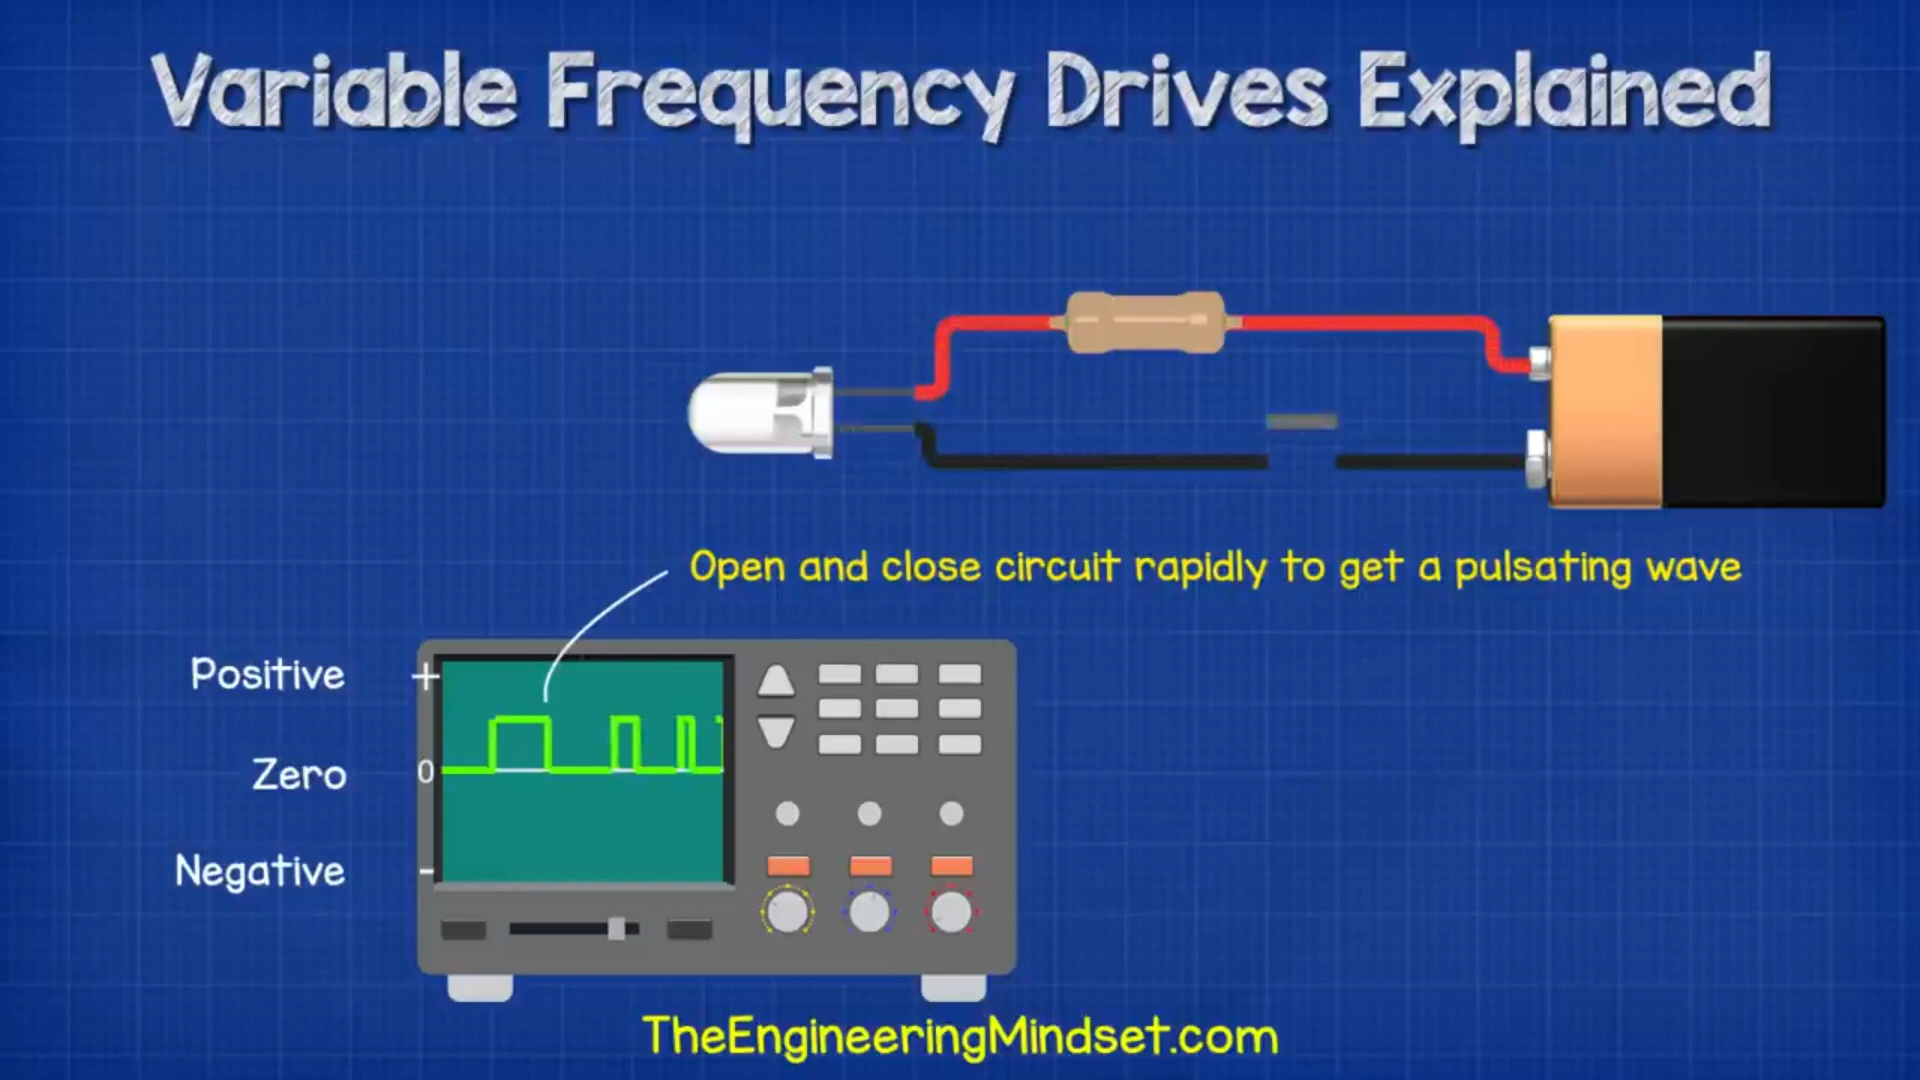 Variable Frequency Drives Explained
Open and close circuit rapidly to get a pulsating wave
Positive +
Zero 0
Negative -
TheEngineeringMindset.com